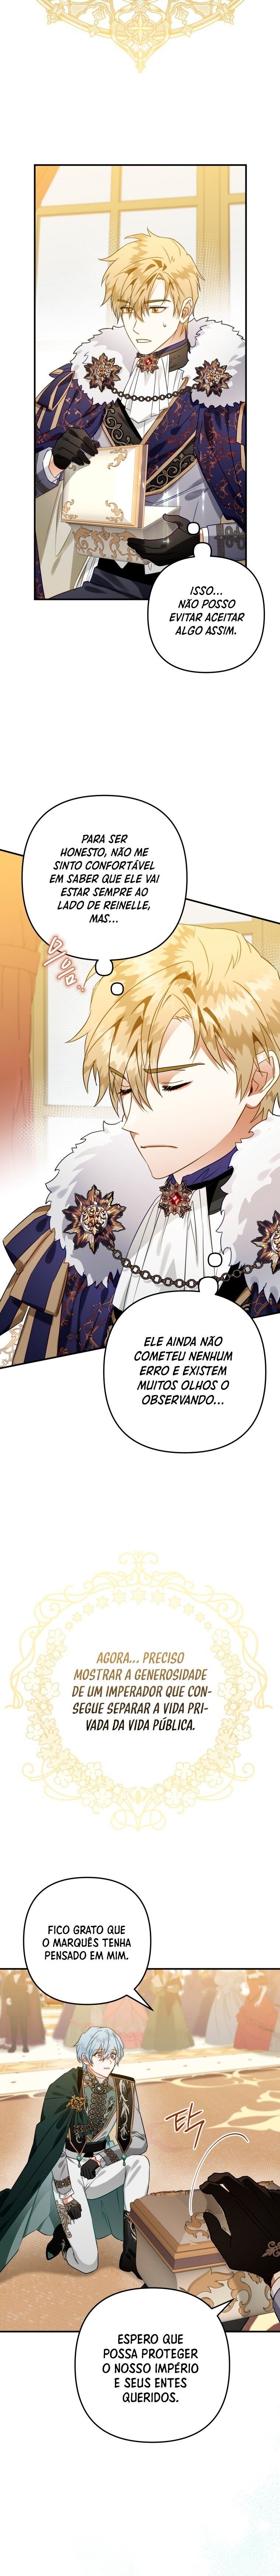 ISSO...
NÃO POSSO
EVITAR ACEITAR
ALGO ASSIM.
PARA SER
HONESTO, NÃO ME
SINTO CONFORTÁVEL
EM SABER QUE ELE VAI
ESTAR SEMPRE AO
LADO DE REINELLE,
MAS...
ELE AINDA NÃO
COMETEU NENHUM
ERRO E EXISTEM
MUITOS OLHOS O
OBSERVANDO...
AGORA... PRECISO
MOSTRAR A GENEROSIDADE
DE UM IMPERADOR QUE CON-
SEGUE SEPARAR A VIDA PRI-
VADA DA VIDA PÚBLICA.
FICO GRATO QUE
O MARQUÊS TENHA
PENSADO EM MIM.
탁
ESPERO QUE
POSSA PROTEGER
O NOSSO IMPÉRIO
E SEUS ENTES
QUERIDOS.